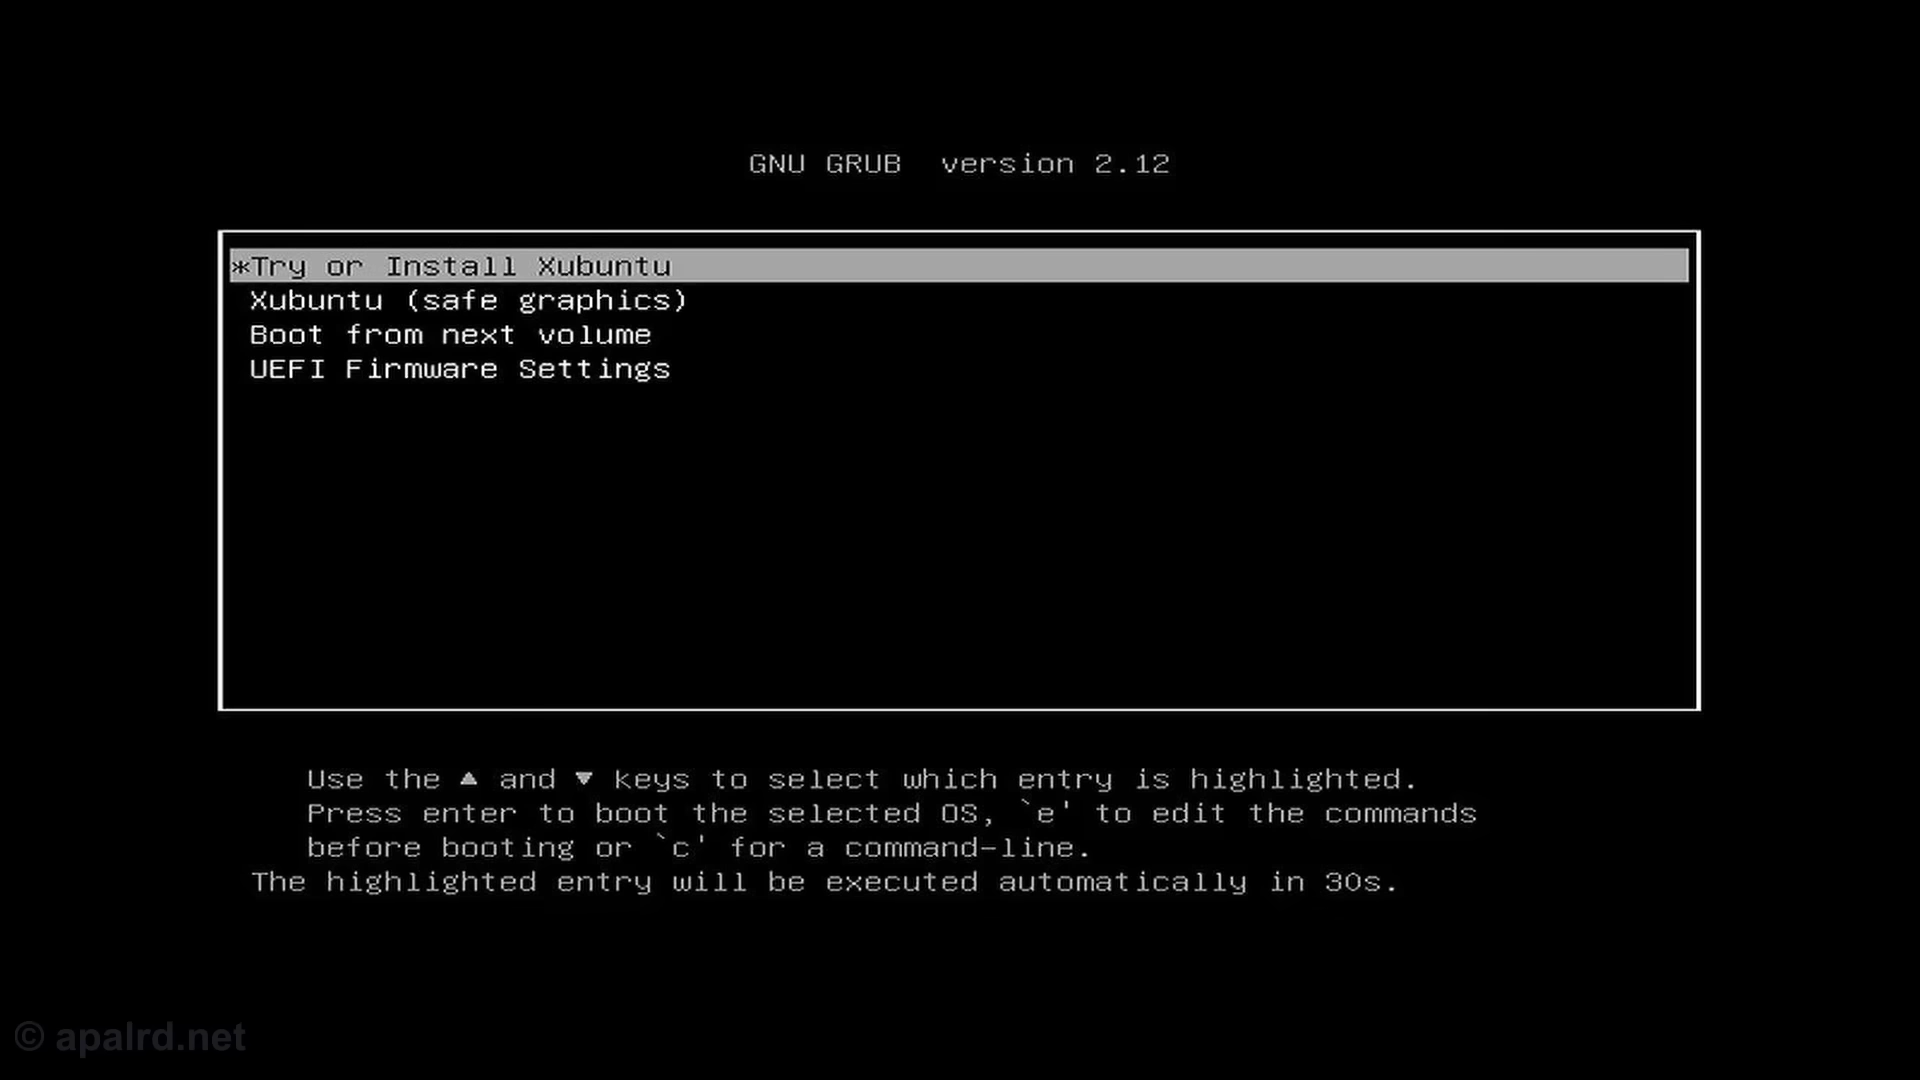 GNU GRUB  version 2.12
*Try or Install Xubuntu
Xubuntu (safe graphics)
Boot from next volume
UEFI Firmware Settings
Use the ▲ and ▼ keys to select which entry is highlighted.
Press enter to boot the selected OS, `e' to edit the commands
before booting or `c' for a command-line.
The highlighted entry will be executed automatically in 30s.
© apalrd.net